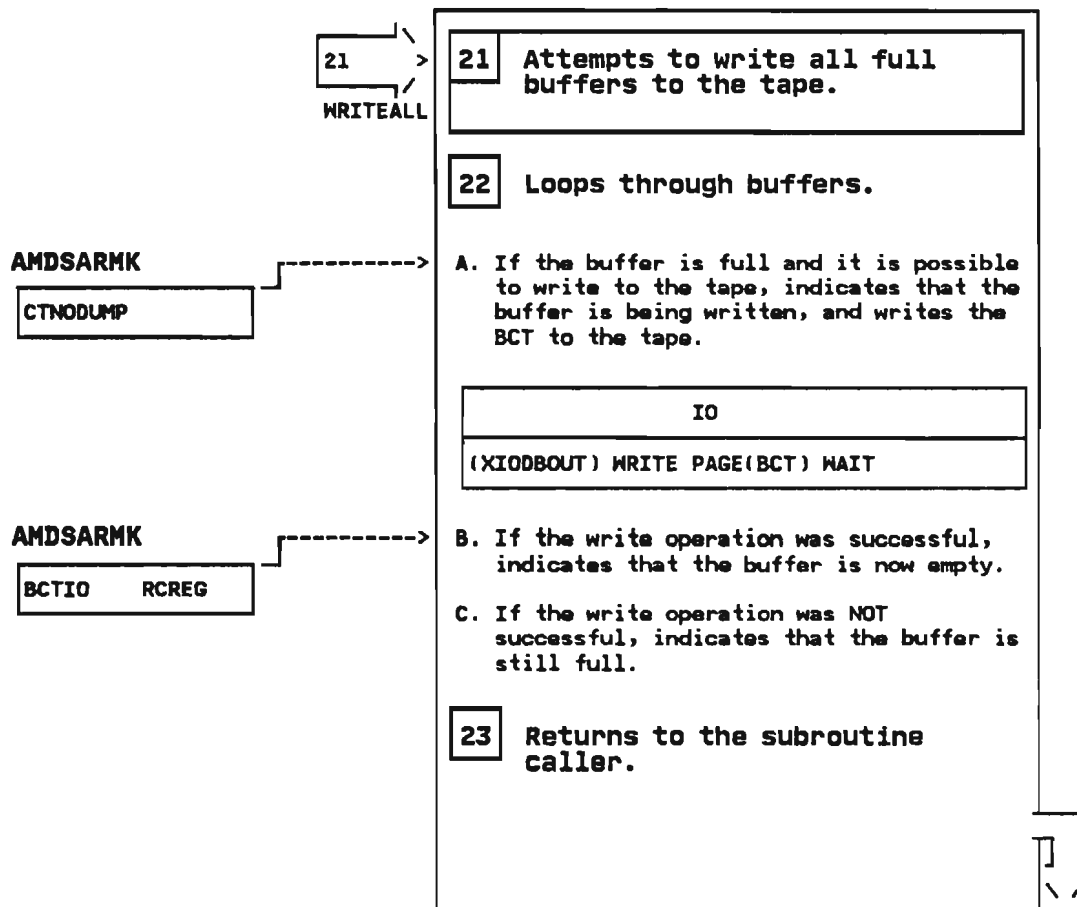 21
WRITEALL
21 Attempts to write all full
buffers to the tape.
22 Loops through buffers.
AMDSARMK
CTNODUMP
A. If the buffer is full and it is possible
to write to the tape, indicates that the
buffer is being written, and writes the
BCT to the tape.
IO
(XIODBOUT) WRITE PAGE(BCT) WAIT
AMDSARMK
BCTIO RCREG
B. If the write operation was successful,
indicates that the buffer is now empty.
C. If the write operation was NOT
successful, indicates that the buffer is
still full.
23 Returns to the subroutine
caller.